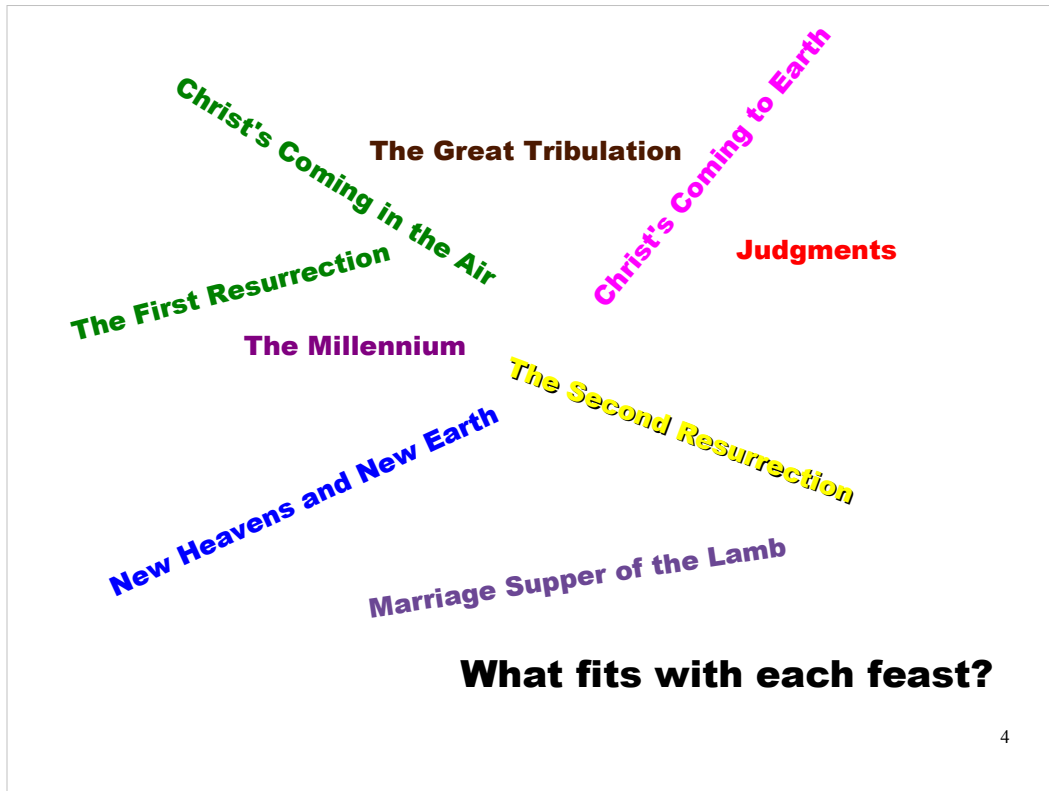 Christ's Coming in the Air
Christ's Coming to Earth
The Great Tribulation
Judgments
The First Resurrection
The Millennium
The Second Resurrection
New Heavens and New Earth
Marriage Supper of the Lamb
What fits with each feast?
4